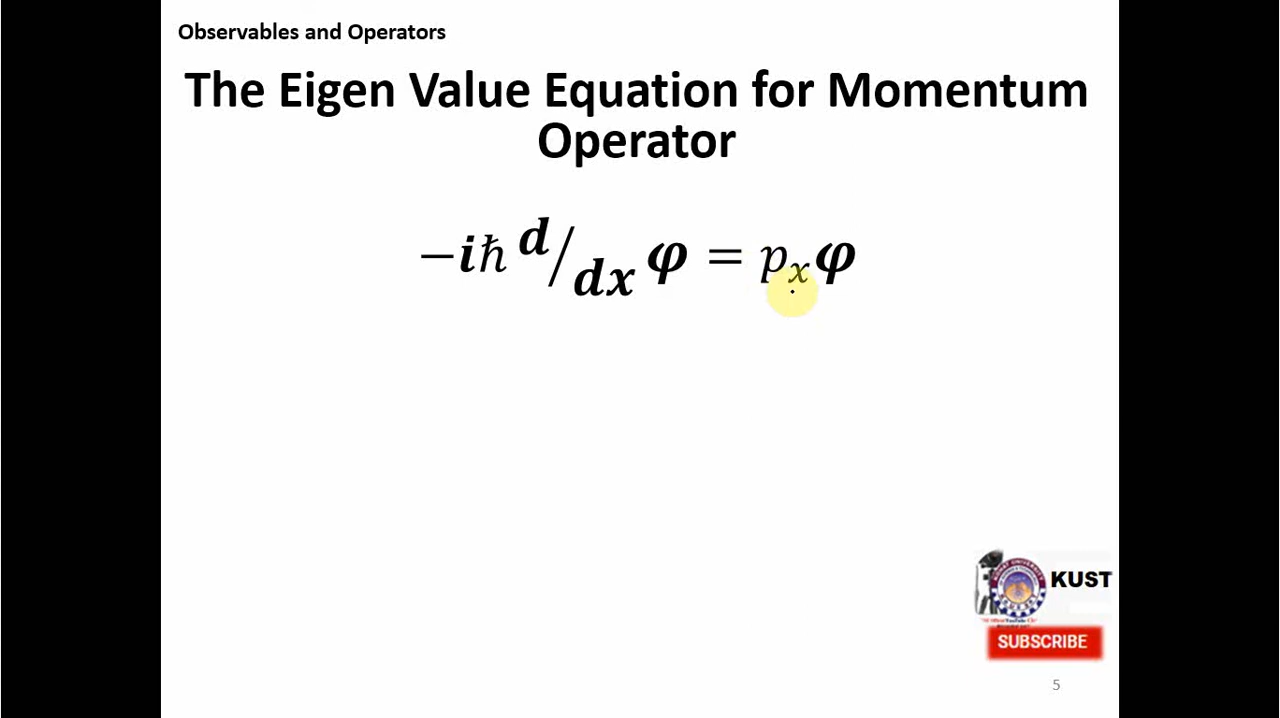 Observables and Operators
The Eigen Value Equation for Momentum
Operator
−iℏ d/dx φ = pₓφ
KUST
SUBSCRIBE
5